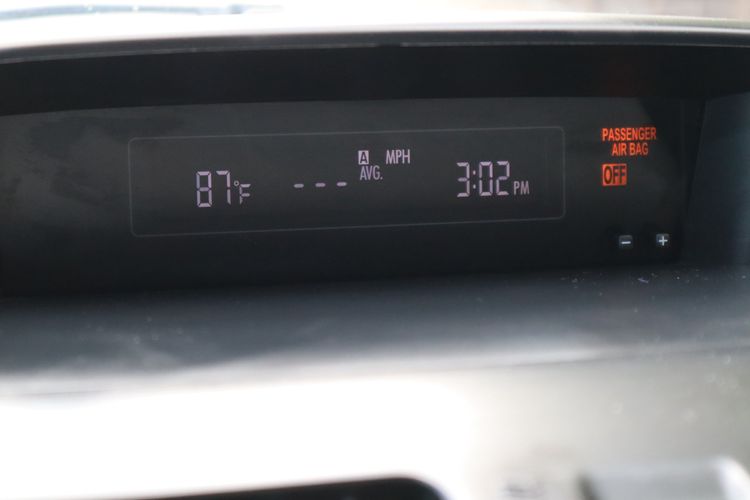 87°F --- A MPH
AVG.
3:02 PM
PASSENGER
AIR BAG
OFF
- +